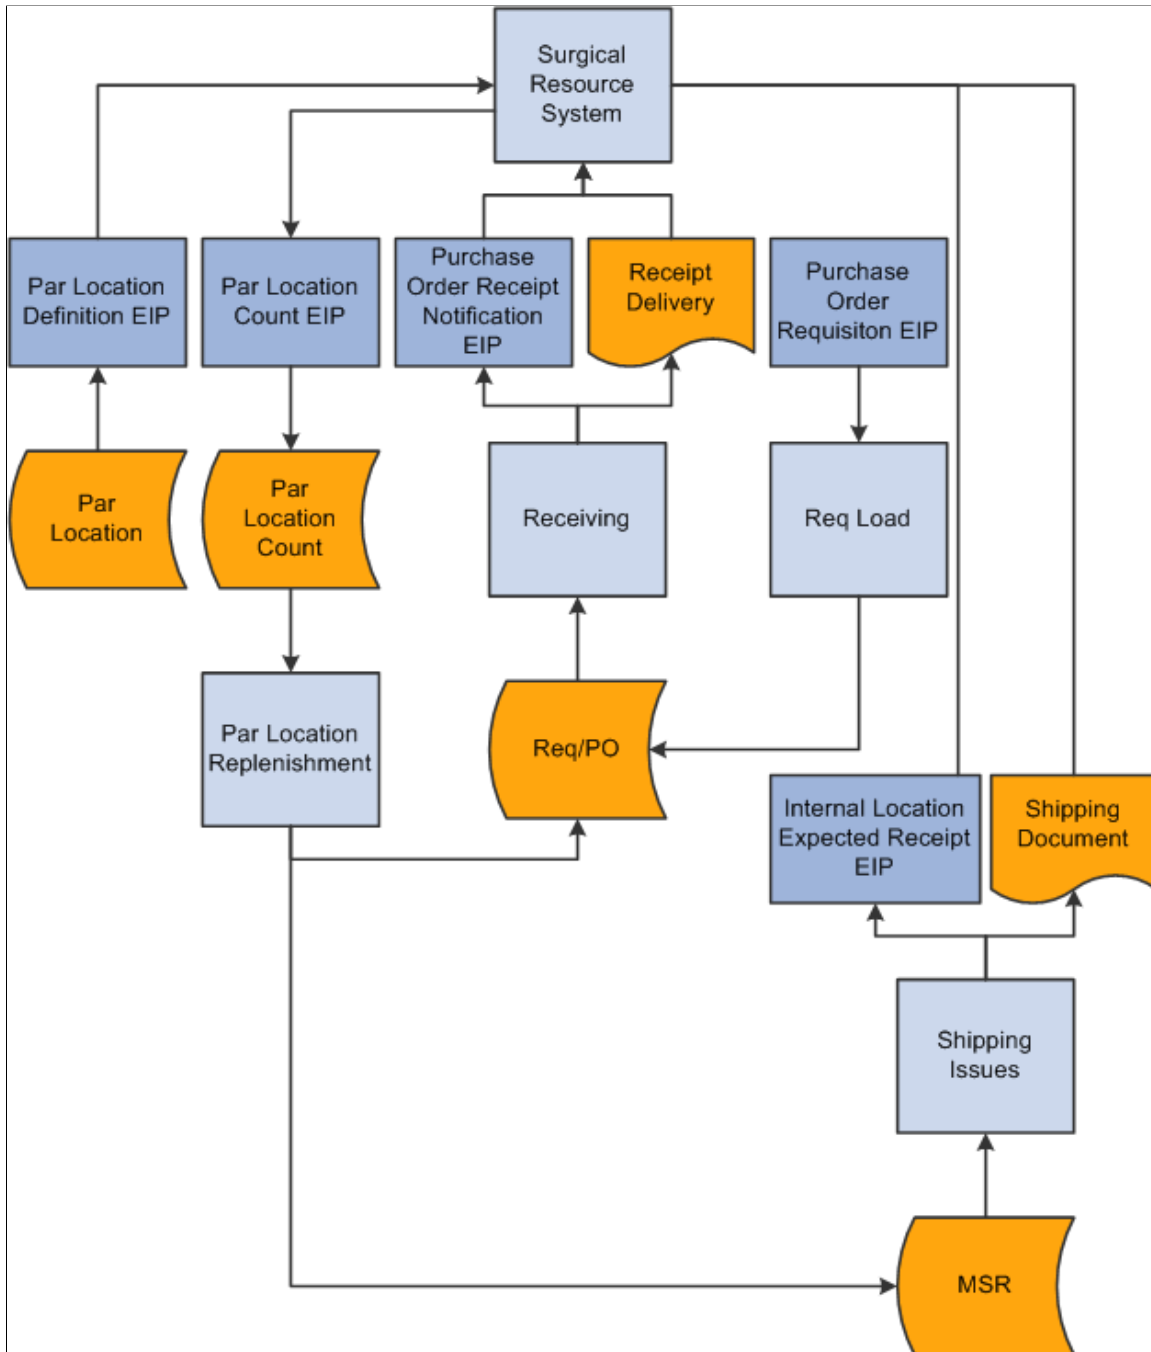 Surgical
Resource
System
Par Location
Definition EIP
Par Location
Count EIP
Purchase
Order Receipt
Notification
EIP
Receipt
Delivery
Purchase
Order
Requisiton EIP
Par
Location
Par
Location
Count
Receiving
Req Load
Par Location
Replenishment
Req/PO
Internal Location
Expected Receipt
EIP
Shipping
Document
Shipping
Issues
MSR